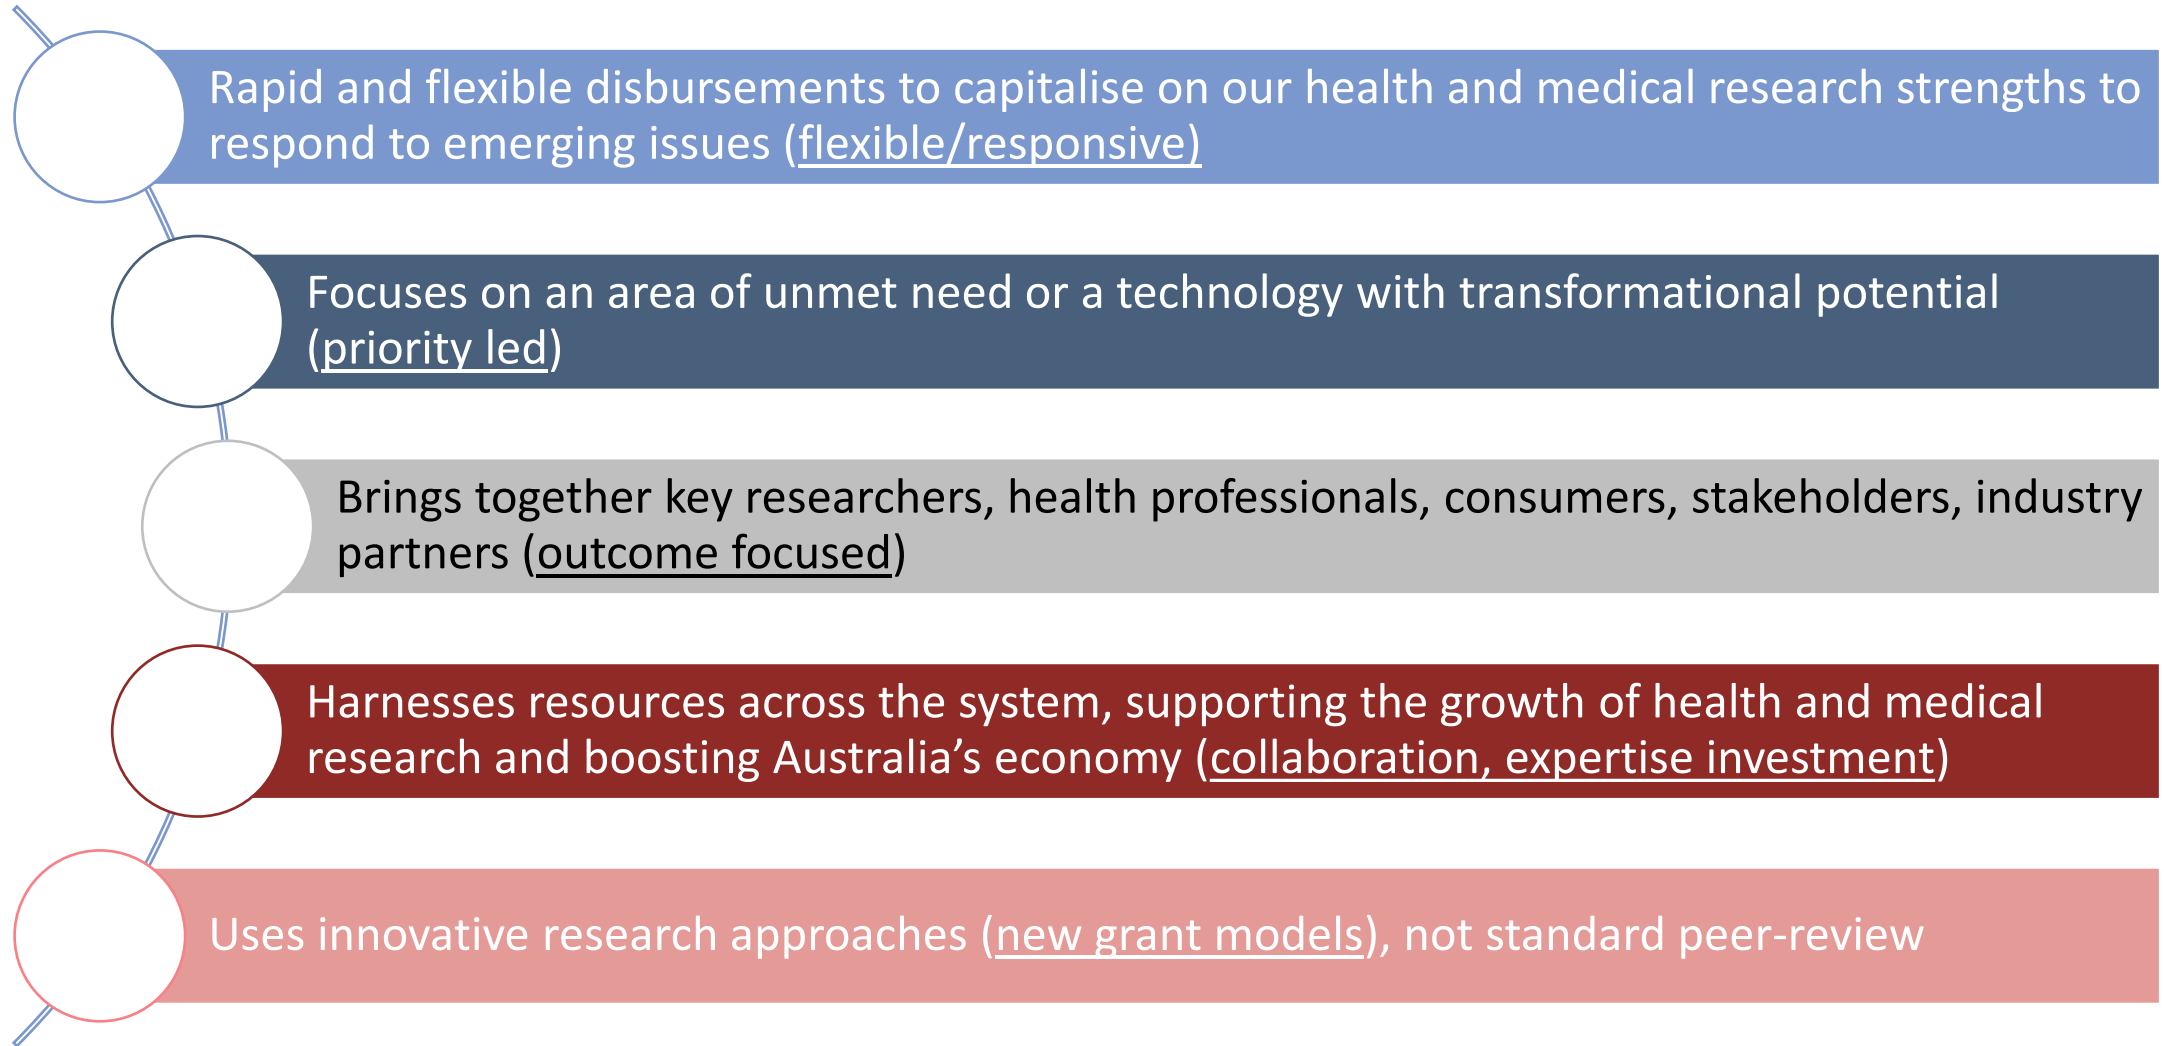 Rapid and flexible disbursements to capitalise on our health and medical research strengths to
respond to emerging issues (flexible/responsive)
Focuses on an area of unmet need or a technology with transformational potential
(priority led)
Brings together key researchers, health professionals, consumers, stakeholders, industry
partners (outcome focused)
Harnesses resources across the system, supporting the growth of health and medical
research and boosting Australia’s economy (collaboration, expertise investment)
Uses innovative research approaches (new grant models), not standard peer-review